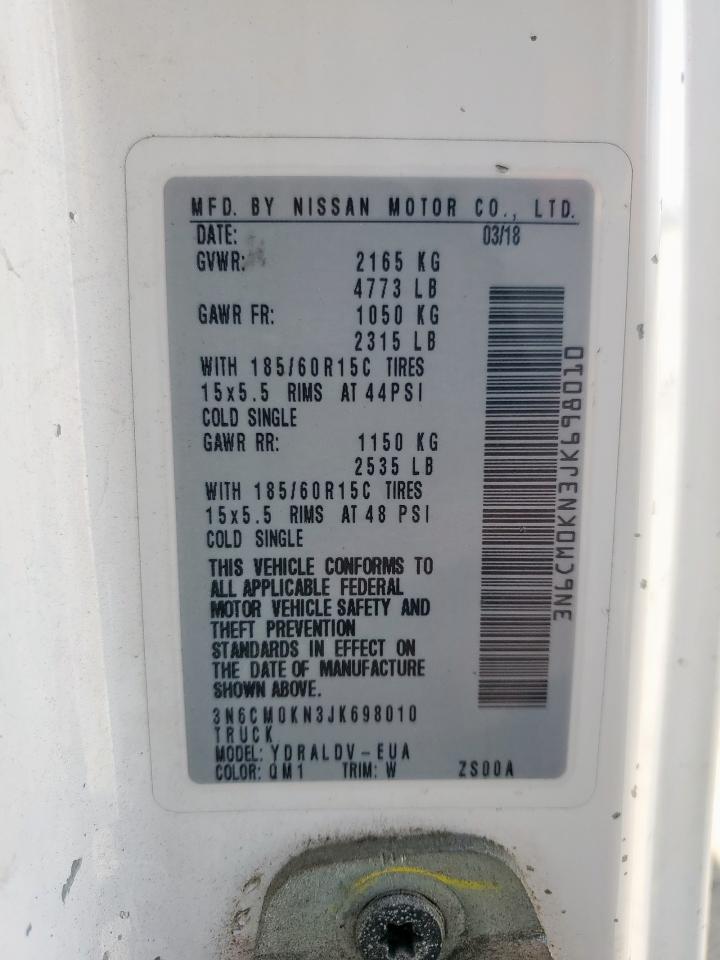 MFD. BY NISSAN MOTOR CO., LTD.
DATE: 03/18
GVWR: 2165 KG
4773 LB
GAWR FR: 1050 KG
2315 LB
WITH 185/60R15C TIRES
15x5.5 RIMS AT 44PSI
COLD SINGLE
GAWR RR: 1150 KG
2535 LB
WITH 185/60R15C TIRES
15x5.5 RIMS AT 48 PSI
COLD SINGLE
THIS VEHICLE CONFORMS TO
ALL APPLICABLE FEDERAL
MOTOR VEHICLE SAFETY AND
THEFT PREVENTION
STANDARDS IN EFFECT ON
THE DATE OF MANUFACTURE
SHOWN ABOVE.
3N6CM0KN3JK698010
TRUCK
MODEL: YDRALDV-EUA
COLOR: QM1 TRIM: W ZS00A
3N6CM0KN3JK698010